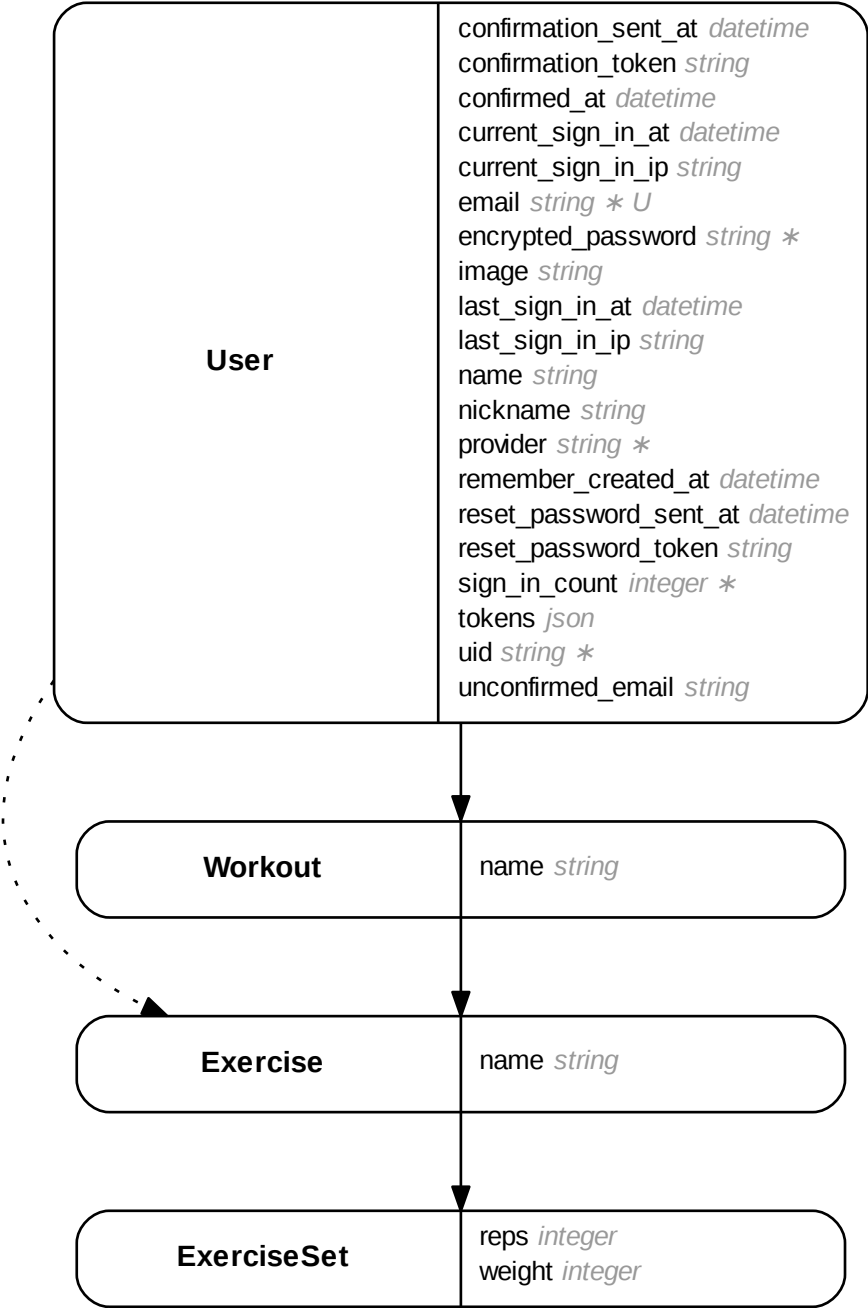 User
confirmation_sent_at datetime
confirmation_token string
confirmed_at datetime
current_sign_in_at datetime
current_sign_in_ip string
email string ∗ U
encrypted_password string ∗
image string
last_sign_in_at datetime
last_sign_in_ip string
name string
nickname string
provider string ∗
remember_created_at datetime
reset_password_sent_at datetime
reset_password_token string
sign_in_count integer ∗
tokens json
uid string ∗
unconfirmed_email string
Workout
name string
Exercise
name string
ExerciseSet
reps integer
weight integer